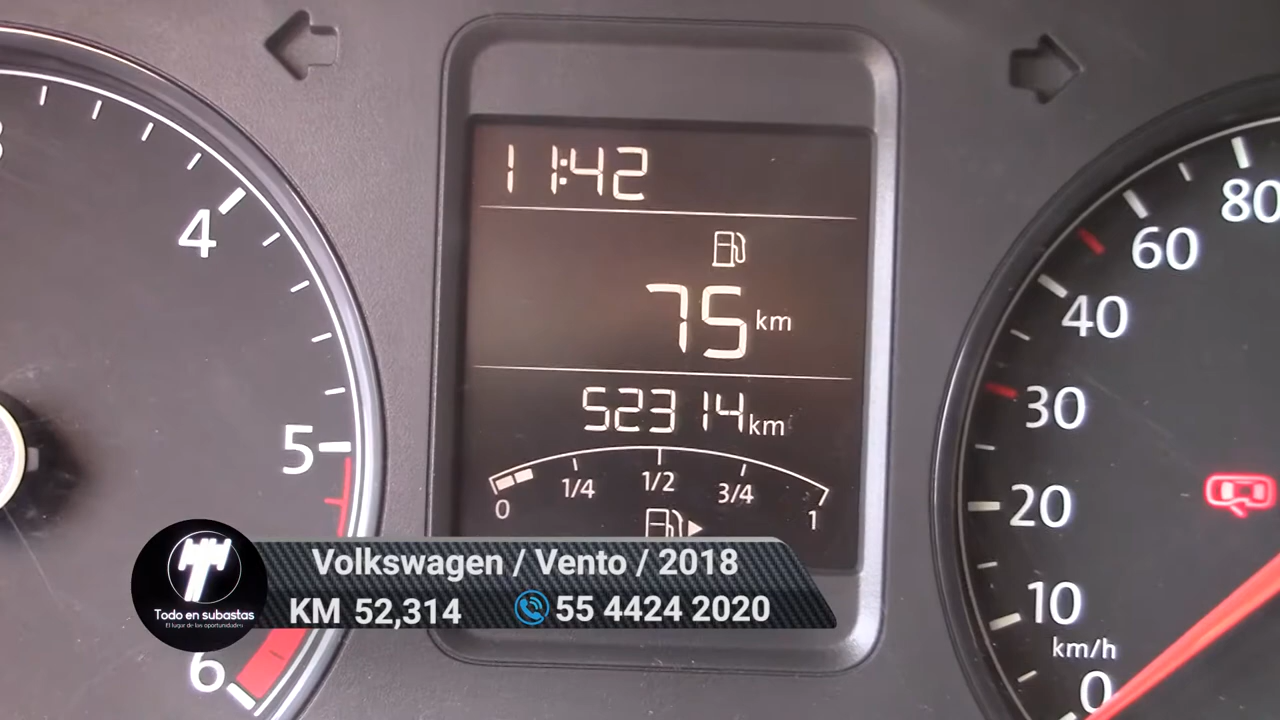 11:42
75 km
52314 km
0 1/4 1/2 3/4 1
4
5
6
80
60
40
30
20
10
km/h
0
Volkswagen / Vento / 2018
KM 52,314
55 4424 2020
Todo en subastas
El lugar de las oportunidades